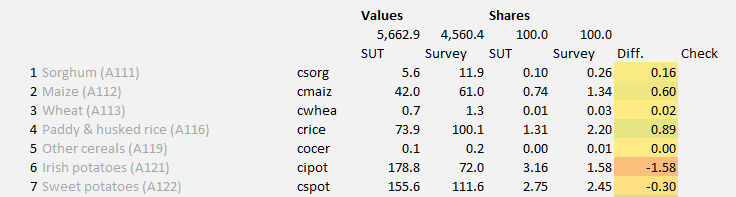 Values Shares
5,662.9 4,560.4 100.0 100.0
SUT Survey SUT Survey Diff. Check
1 Sorghum (A111) csorg 5.6 11.9 0.10 0.26 0.16
2 Maize (A112) cmaiz 42.0 61.0 0.74 1.34 0.60
3 Wheat (A113) cwhea 0.7 1.3 0.01 0.03 0.02
4 Paddy & husked rice (A116) crice 73.9 100.1 1.31 2.20 0.89
5 Other cereals (A119) cocer 0.1 0.2 0.00 0.01 0.00
6 Irish potatoes (A121) cipot 178.8 72.0 3.16 1.58 -1.58
7 Sweet potatoes (A122) cspot 155.6 111.6 2.75 2.45 -0.30